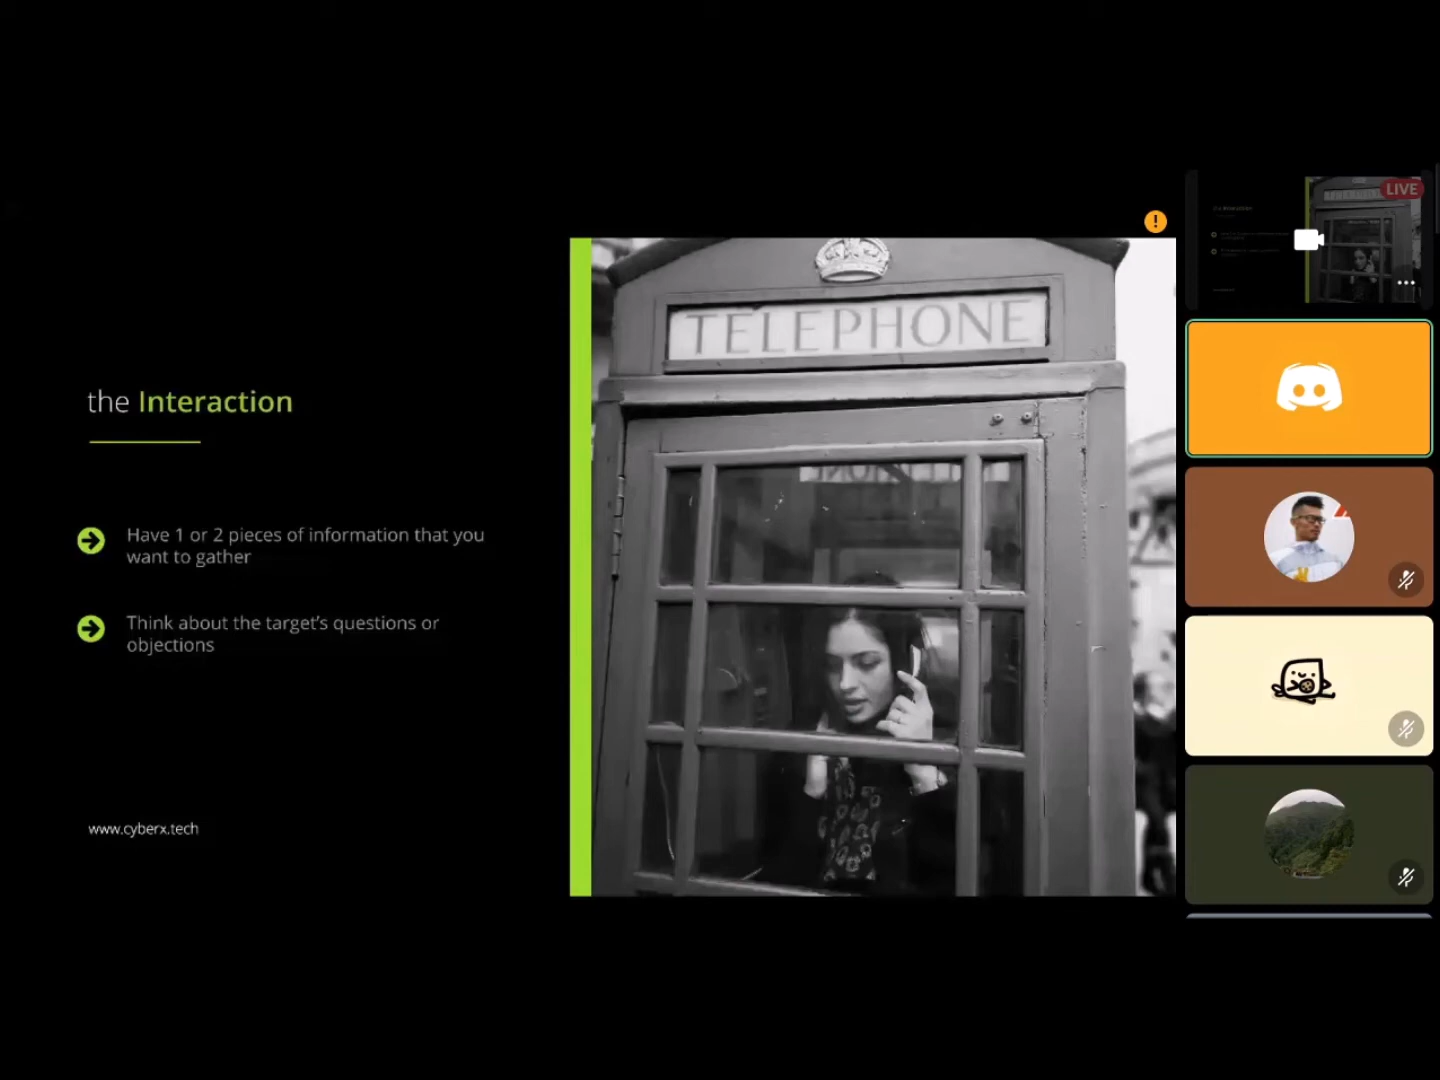 LIVE
TELEPHONE
the Interaction
Have 1 or 2 pieces of information that you
want to gather
Think about the target's questions or
objections
www.cyberx.tech